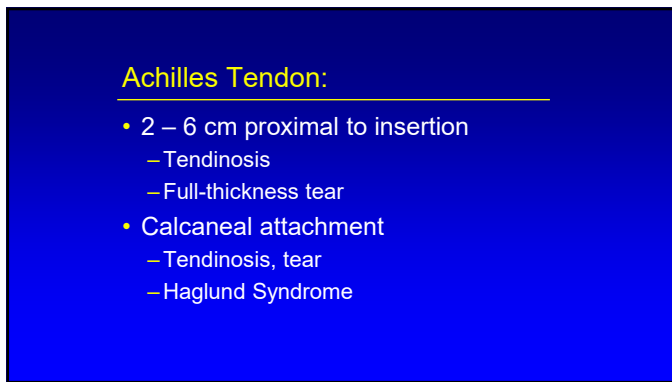 Achilles Tendon:
• 2 – 6 cm proximal to insertion
–Tendinosis
–Full-thickness tear
• Calcaneal attachment
–Tendinosis, tear
–Haglund Syndrome